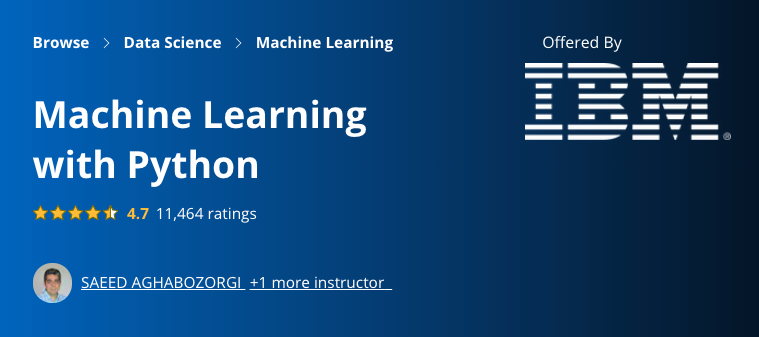 Browse > Data Science > Machine Learning
Offered By
IBM®
Machine Learning
with Python
4.7 11,464 ratings
SAEED AGHABOZORGI +1 more instructor